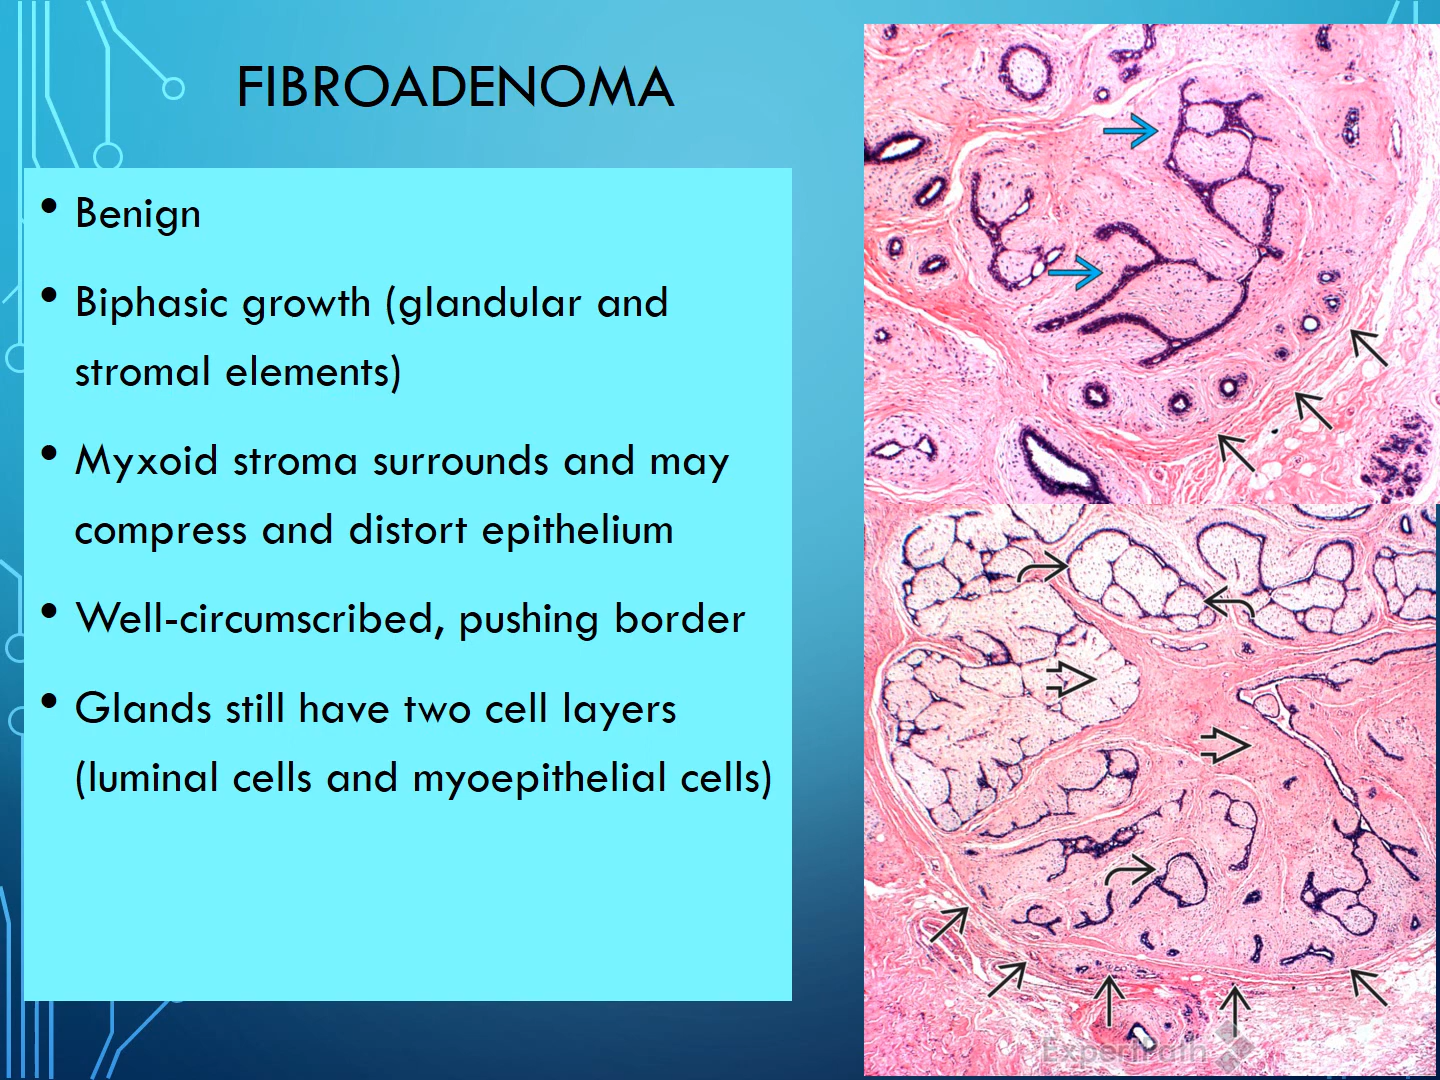 FIBROADENOMA
• Benign
• Biphasic growth (glandular and
stromal elements)
• Myxoid stroma surrounds and may
compress and distort epithelium
• Well-circumscribed, pushing border
• Glands still have two cell layers
(luminal cells and myoepithelial cells)
ExpertPath